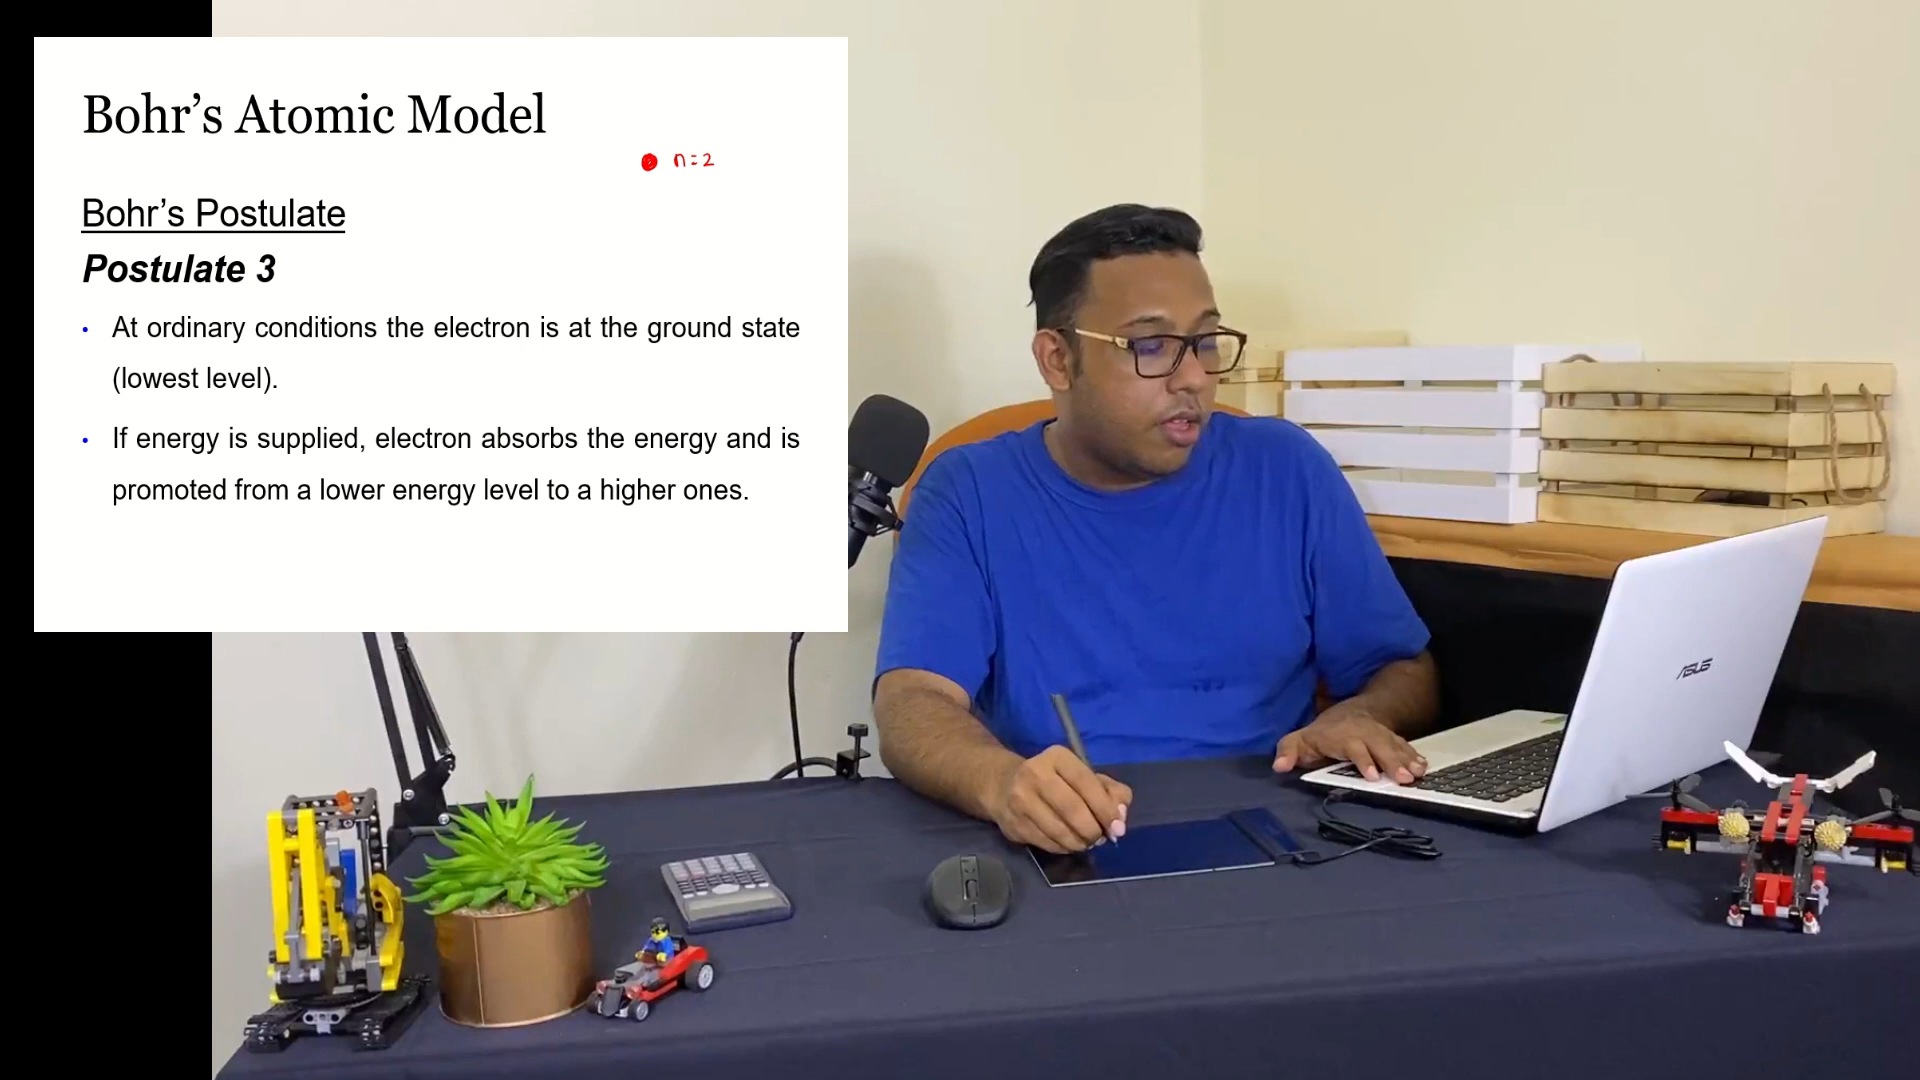 Bohr’s Atomic Model
n=2
Bohr’s Postulate
Postulate 3
• At ordinary conditions the electron is at the ground state
(lowest level).
• If energy is supplied, electron absorbs the energy and is
promoted from a lower energy level to a higher ones.
ASUS